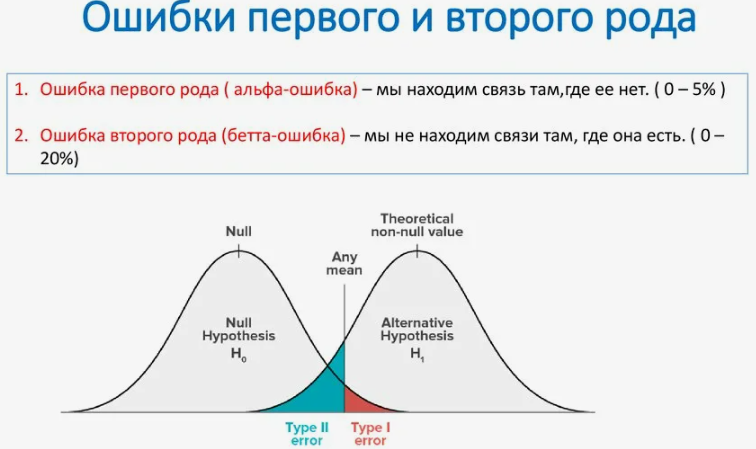 Ошибки первого и второго рода
1. Ошибка первого рода ( альфа-ошибка) – мы находим связь там,где ее нет. ( 0 – 5% )
2. Ошибка второго рода (бетта-ошибка) – мы не находим связи там, где она есть. ( 0 –
20%)
Null
Theoretical
non-null value
Any
mean
Null
Hypothesis
H₀
Alternative
Hypothesis
H₁
Type II
error
Type I
error